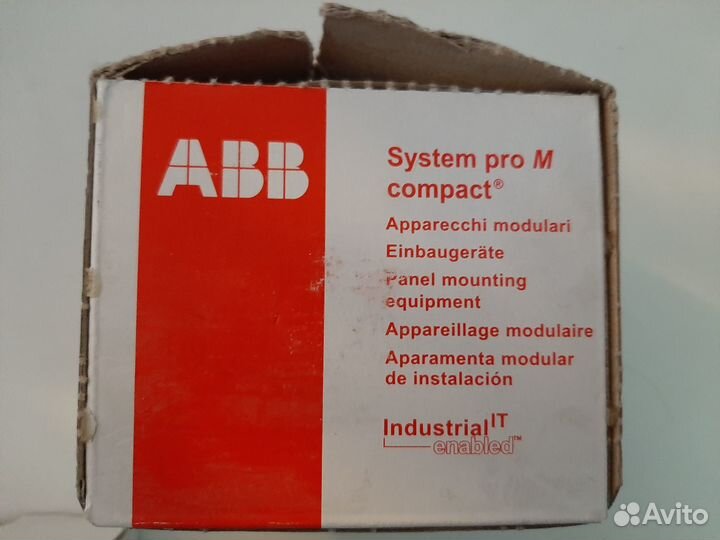 ABB
System pro M
compact®
Apparecchi modulari
Einbaugeräte
Panel mounting
equipment
Appareillage modulaire
Aparamenta modular
de instalación
Industrial IT
enabled™
Avito